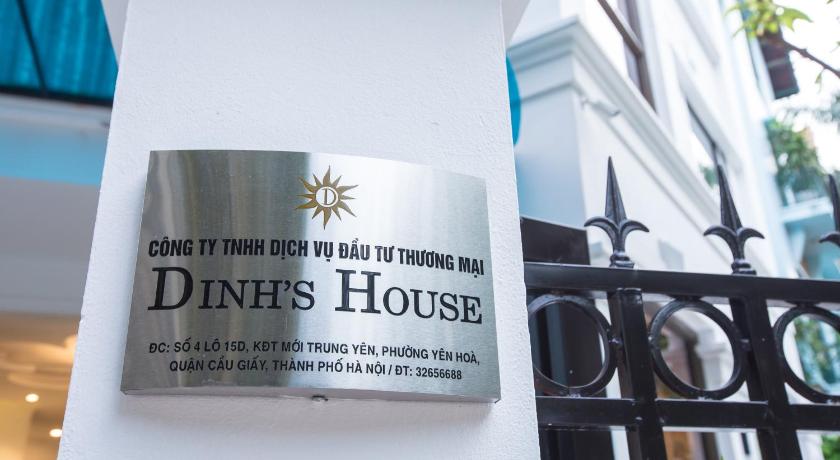 D
CÔNG TY TNHH DỊCH VỤ ĐẦU TƯ THƯƠNG MẠI
DINH'S HOUSE
ĐC: SỐ 4 LÔ 15D, KĐT MỚI TRUNG YÊN, PHƯỜNG YÊN HOÀ,
QUẬN CẦU GIẤY, THÀNH PHỐ HÀ NỘI / ĐT: 32656688